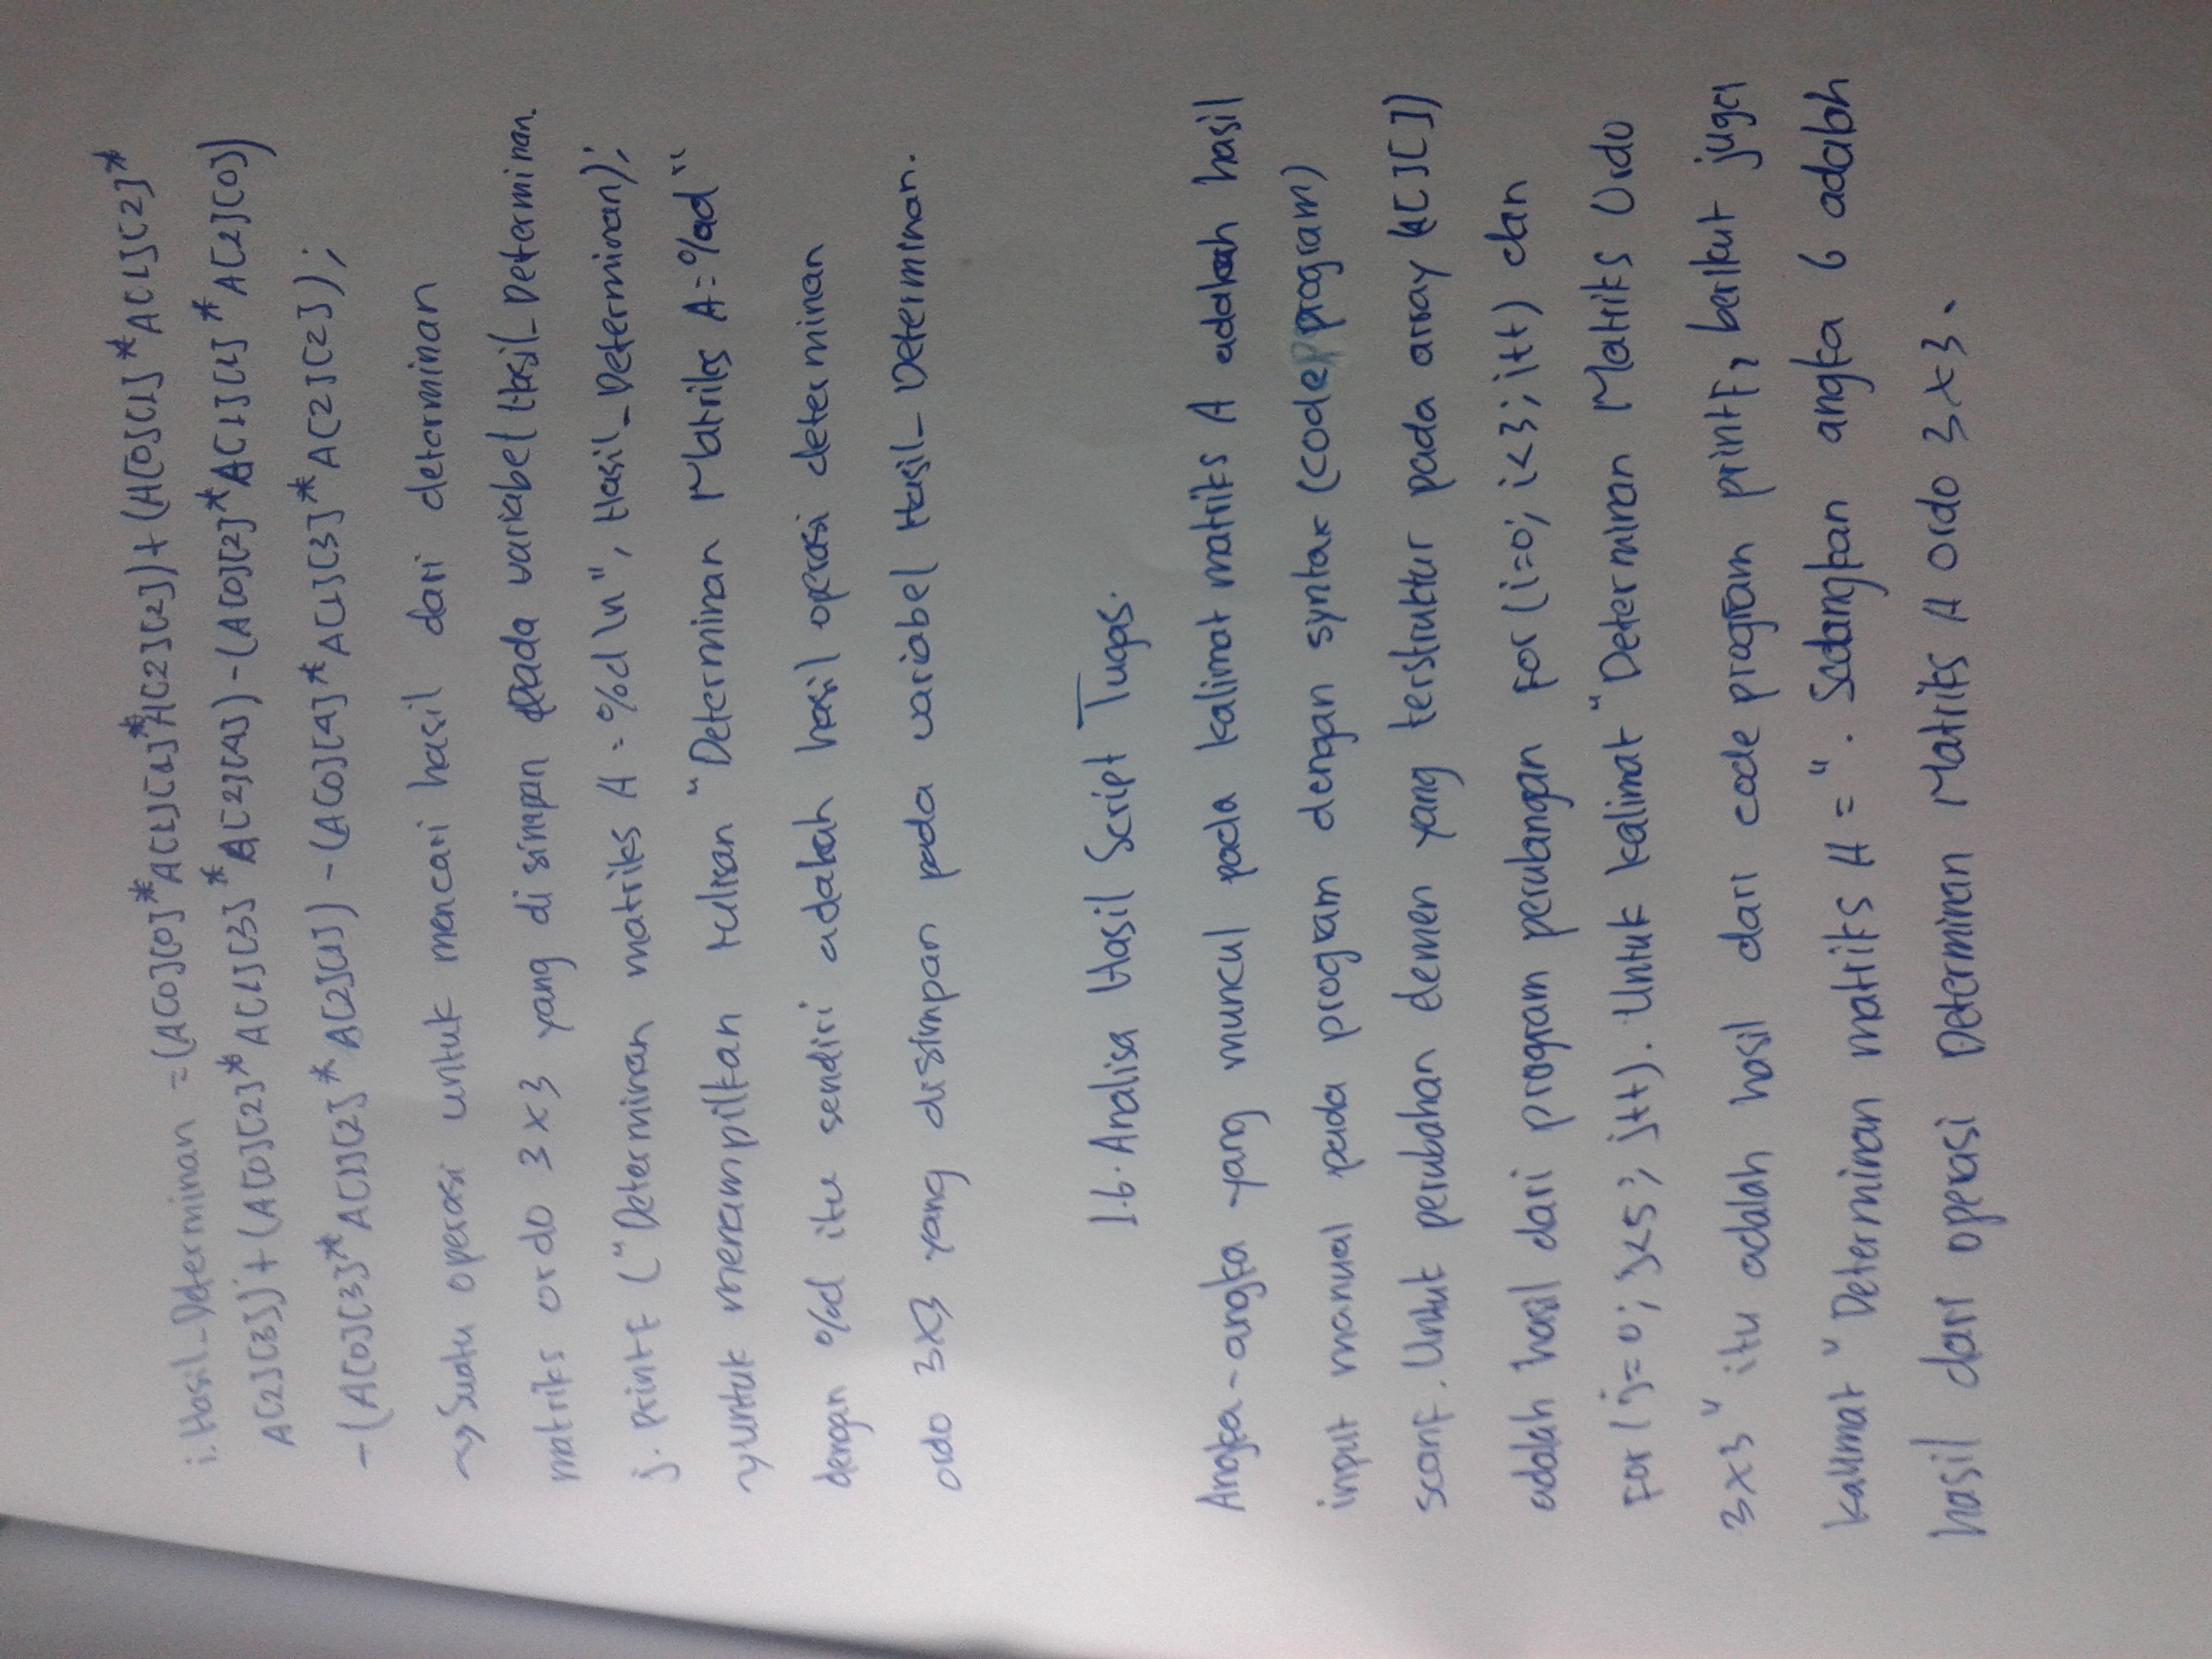 i. Hasil_Determinan = (A[0][0]*A[1][1]*A[2][2]) + (A[0][1]*A[1][2]*
A[2][3]) + (A[0][2]*A[1][3]*A[2][4]) - (A[0][2]*A[1][1]*A[2][0])
-(A[0][3]*A[1][2]*A[2][1]) - (A[0][4]*A[1][3]*A[2][2]);
~> Suatu operasi untuk mencari hasil dari determinan
matriks ordo 3x3 yang disimpan pada variabel Hasil_Determinan.
j. printf ("Determinan matriks A = %d \n", Hasil_Determinan);
~> untuk menampilkan tulisan "Determinan Matriks A = %d"
dengan %d itu sendiri adalah hasil operasi determinan
ordo 3x3 yang disimpan pada variabel Hasil_Determinan.
1.6. Analisa Hasil Script Tugas.
Angka-angka yang muncul pada kalimat matriks A adalah hasil
input manual pada program dengan syntax (code program)
scanf. Untuk perubahan elemen yang terstruktur pada array (A[][])
adalah hasil dari program perulangan for (i=0; i<3; i++) dan
for (j=0; j<5; j++). Untuk kalimat "Determinan Matriks Ordo
3x3" itu adalah hasil dari code program printf, berikut juga
kalimat "Determinan matriks A = ". Sedangkan angka 6 adalah
hasil dari operasi Determinan Matriks A ordo 3x3.